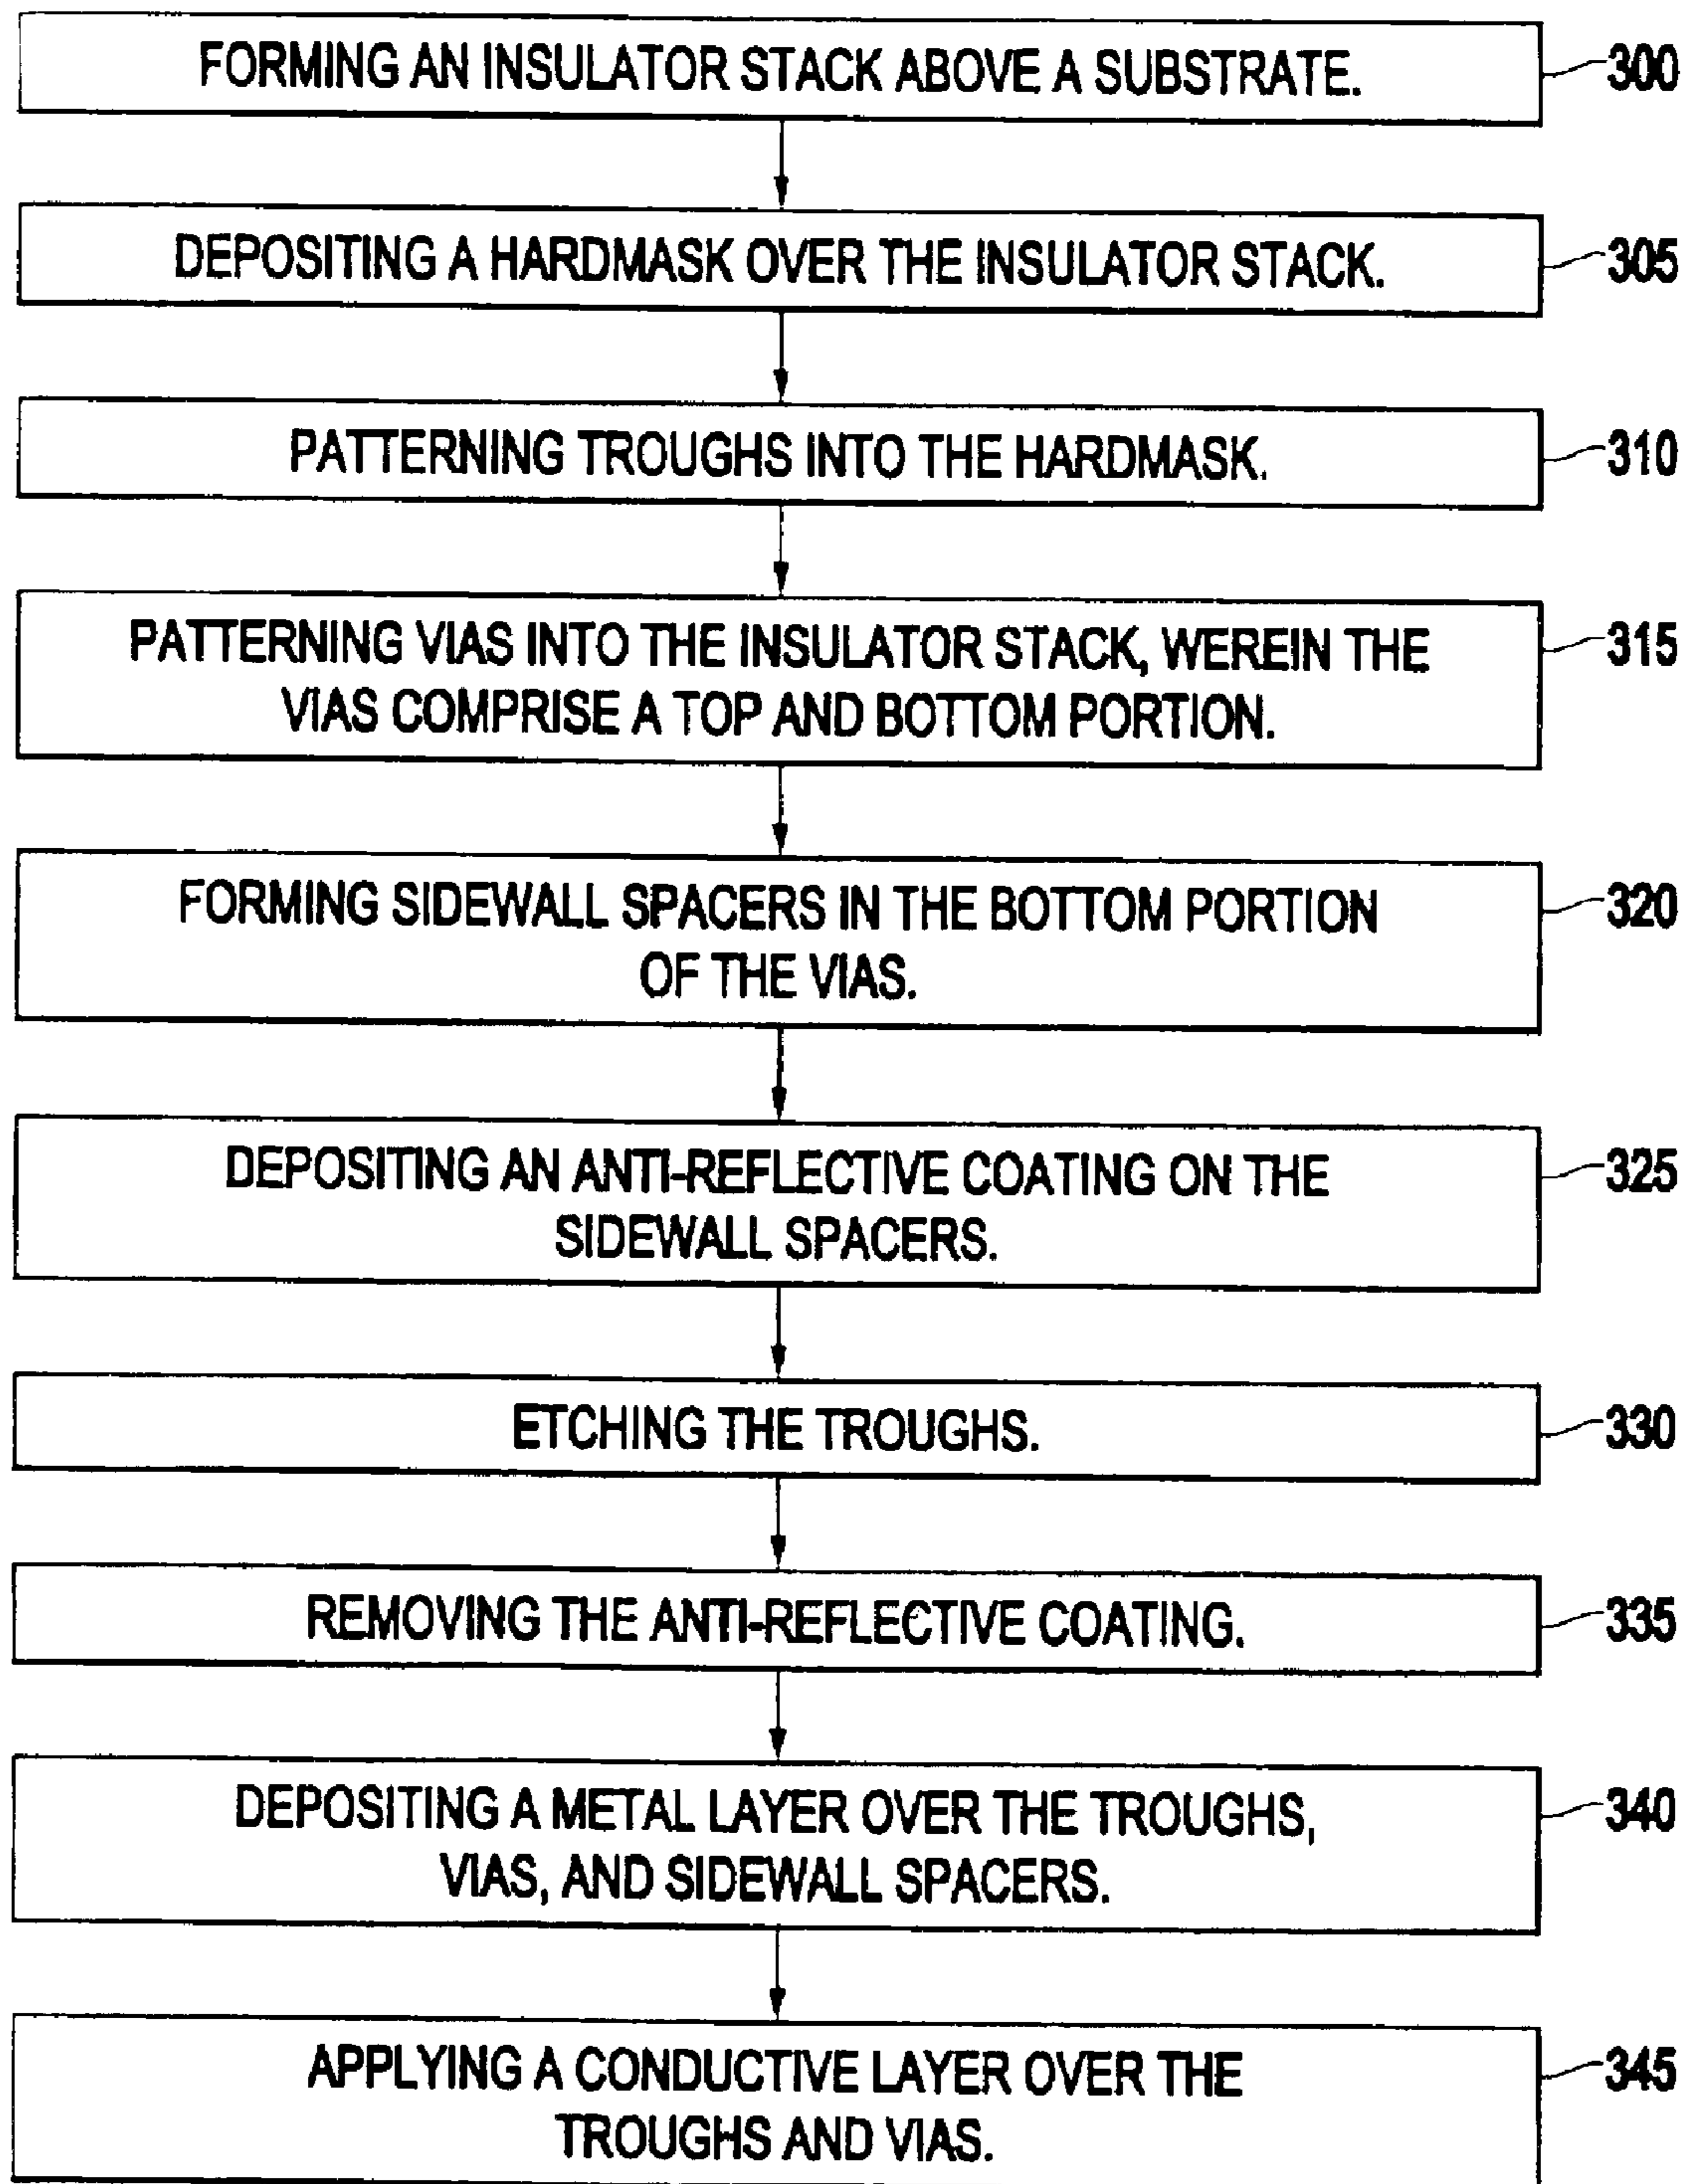 FORMING AN INSULATOR STACK ABOVE A SUBSTRATE.
300
DEPOSITING A HARDMASK OVER THE INSULATOR STACK.
305
PATTERNING TROUGHS INTO THE HARDMASK.
310
PATTERNING VIAS INTO THE INSULATOR STACK, WEREIN THE
VIAS COMPRISE A TOP AND BOTTOM PORTION.
315
FORMING SIDEWALL SPACERS IN THE BOTTOM PORTION
OF THE VIAS.
320
DEPOSITING AN ANTI-REFLECTIVE COATING ON THE
SIDEWALL SPACERS.
325
ETCHING THE TROUGHS.
330
REMOVING THE ANTI-REFLECTIVE COATING.
335
DEPOSITING A METAL LAYER OVER THE TROUGHS,
VIAS, AND SIDEWALL SPACERS.
340
APPLYING A CONDUCTIVE LAYER OVER THE
TROUGHS AND VIAS.
345